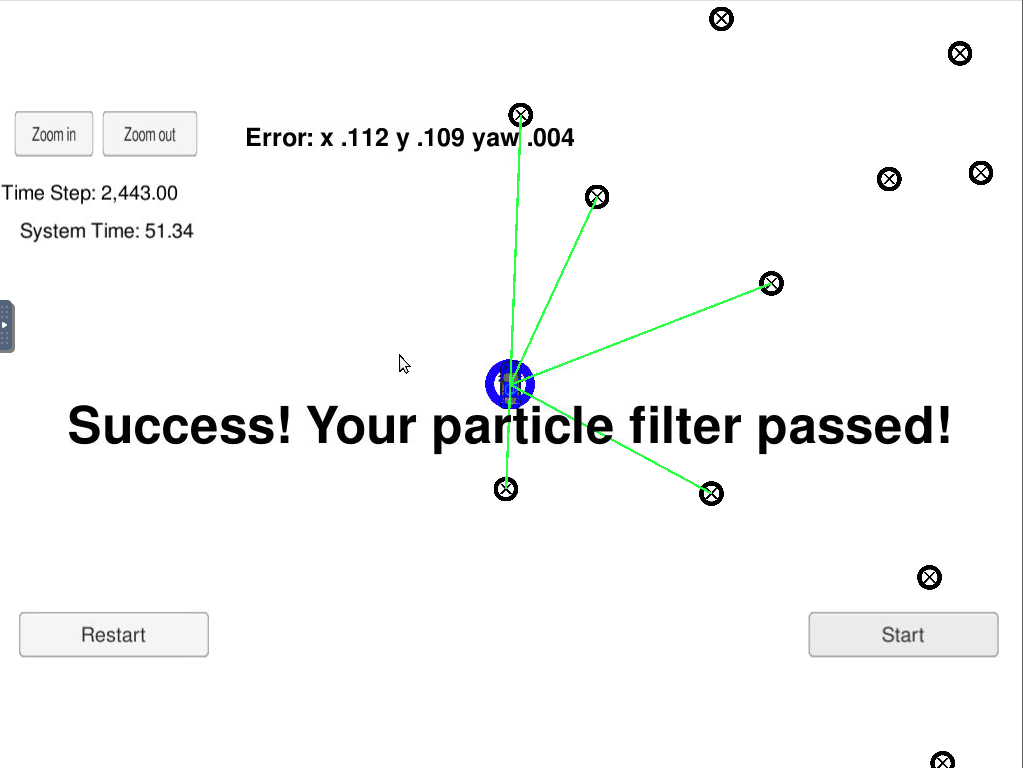 Zoom in
Zoom out
Error: x .112 y .109 yaw .004
Time Step: 2,443.00
System Time: 51.34
Success! Your particle filter passed!
Restart
Start